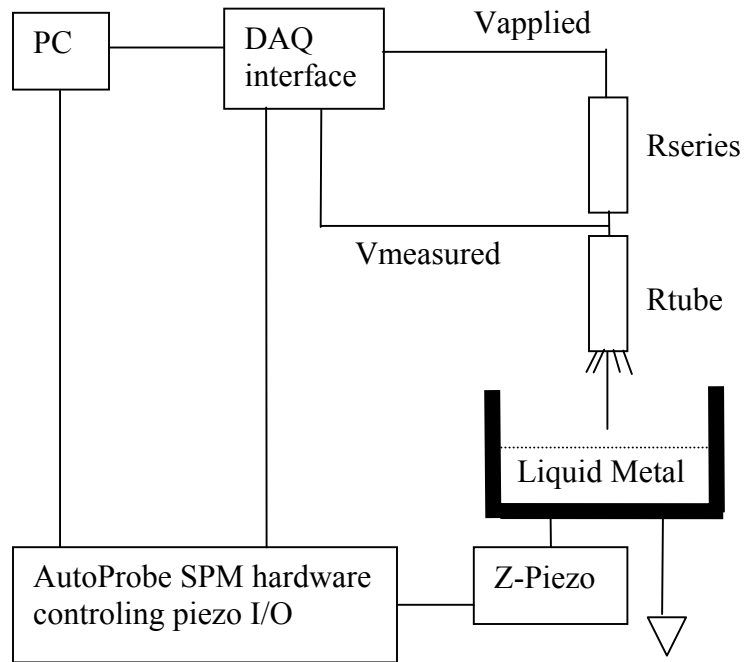 PC
DAQ
interface
Vapplied
Rseries
Vmeasured
Rtube
Liquid Metal
AutoProbe SPM hardware
controling piezo I/O
Z-Piezo